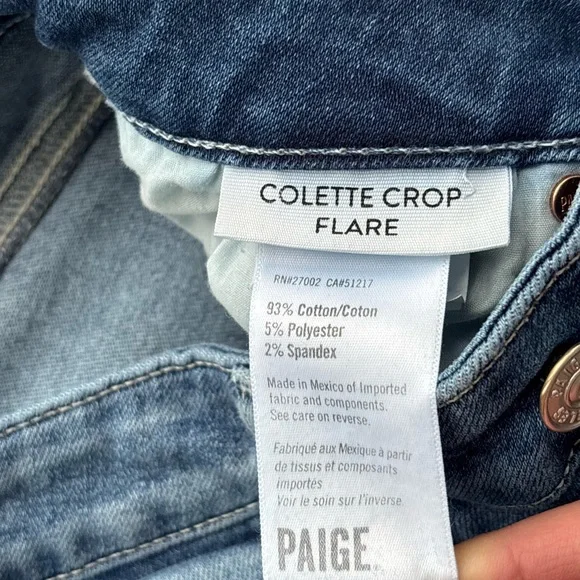 COLETTE CROP
FLARE
RN#27002 CA#51217
93% Cotton/Coton
5% Polyester
2% Spandex
Made in Mexico of Imported
fabric and components.
See care on reverse.
Fabriqué aux Mexique à partir
de tissus et composants
importés
Voir le soin sur l'inverse.
PAIGE